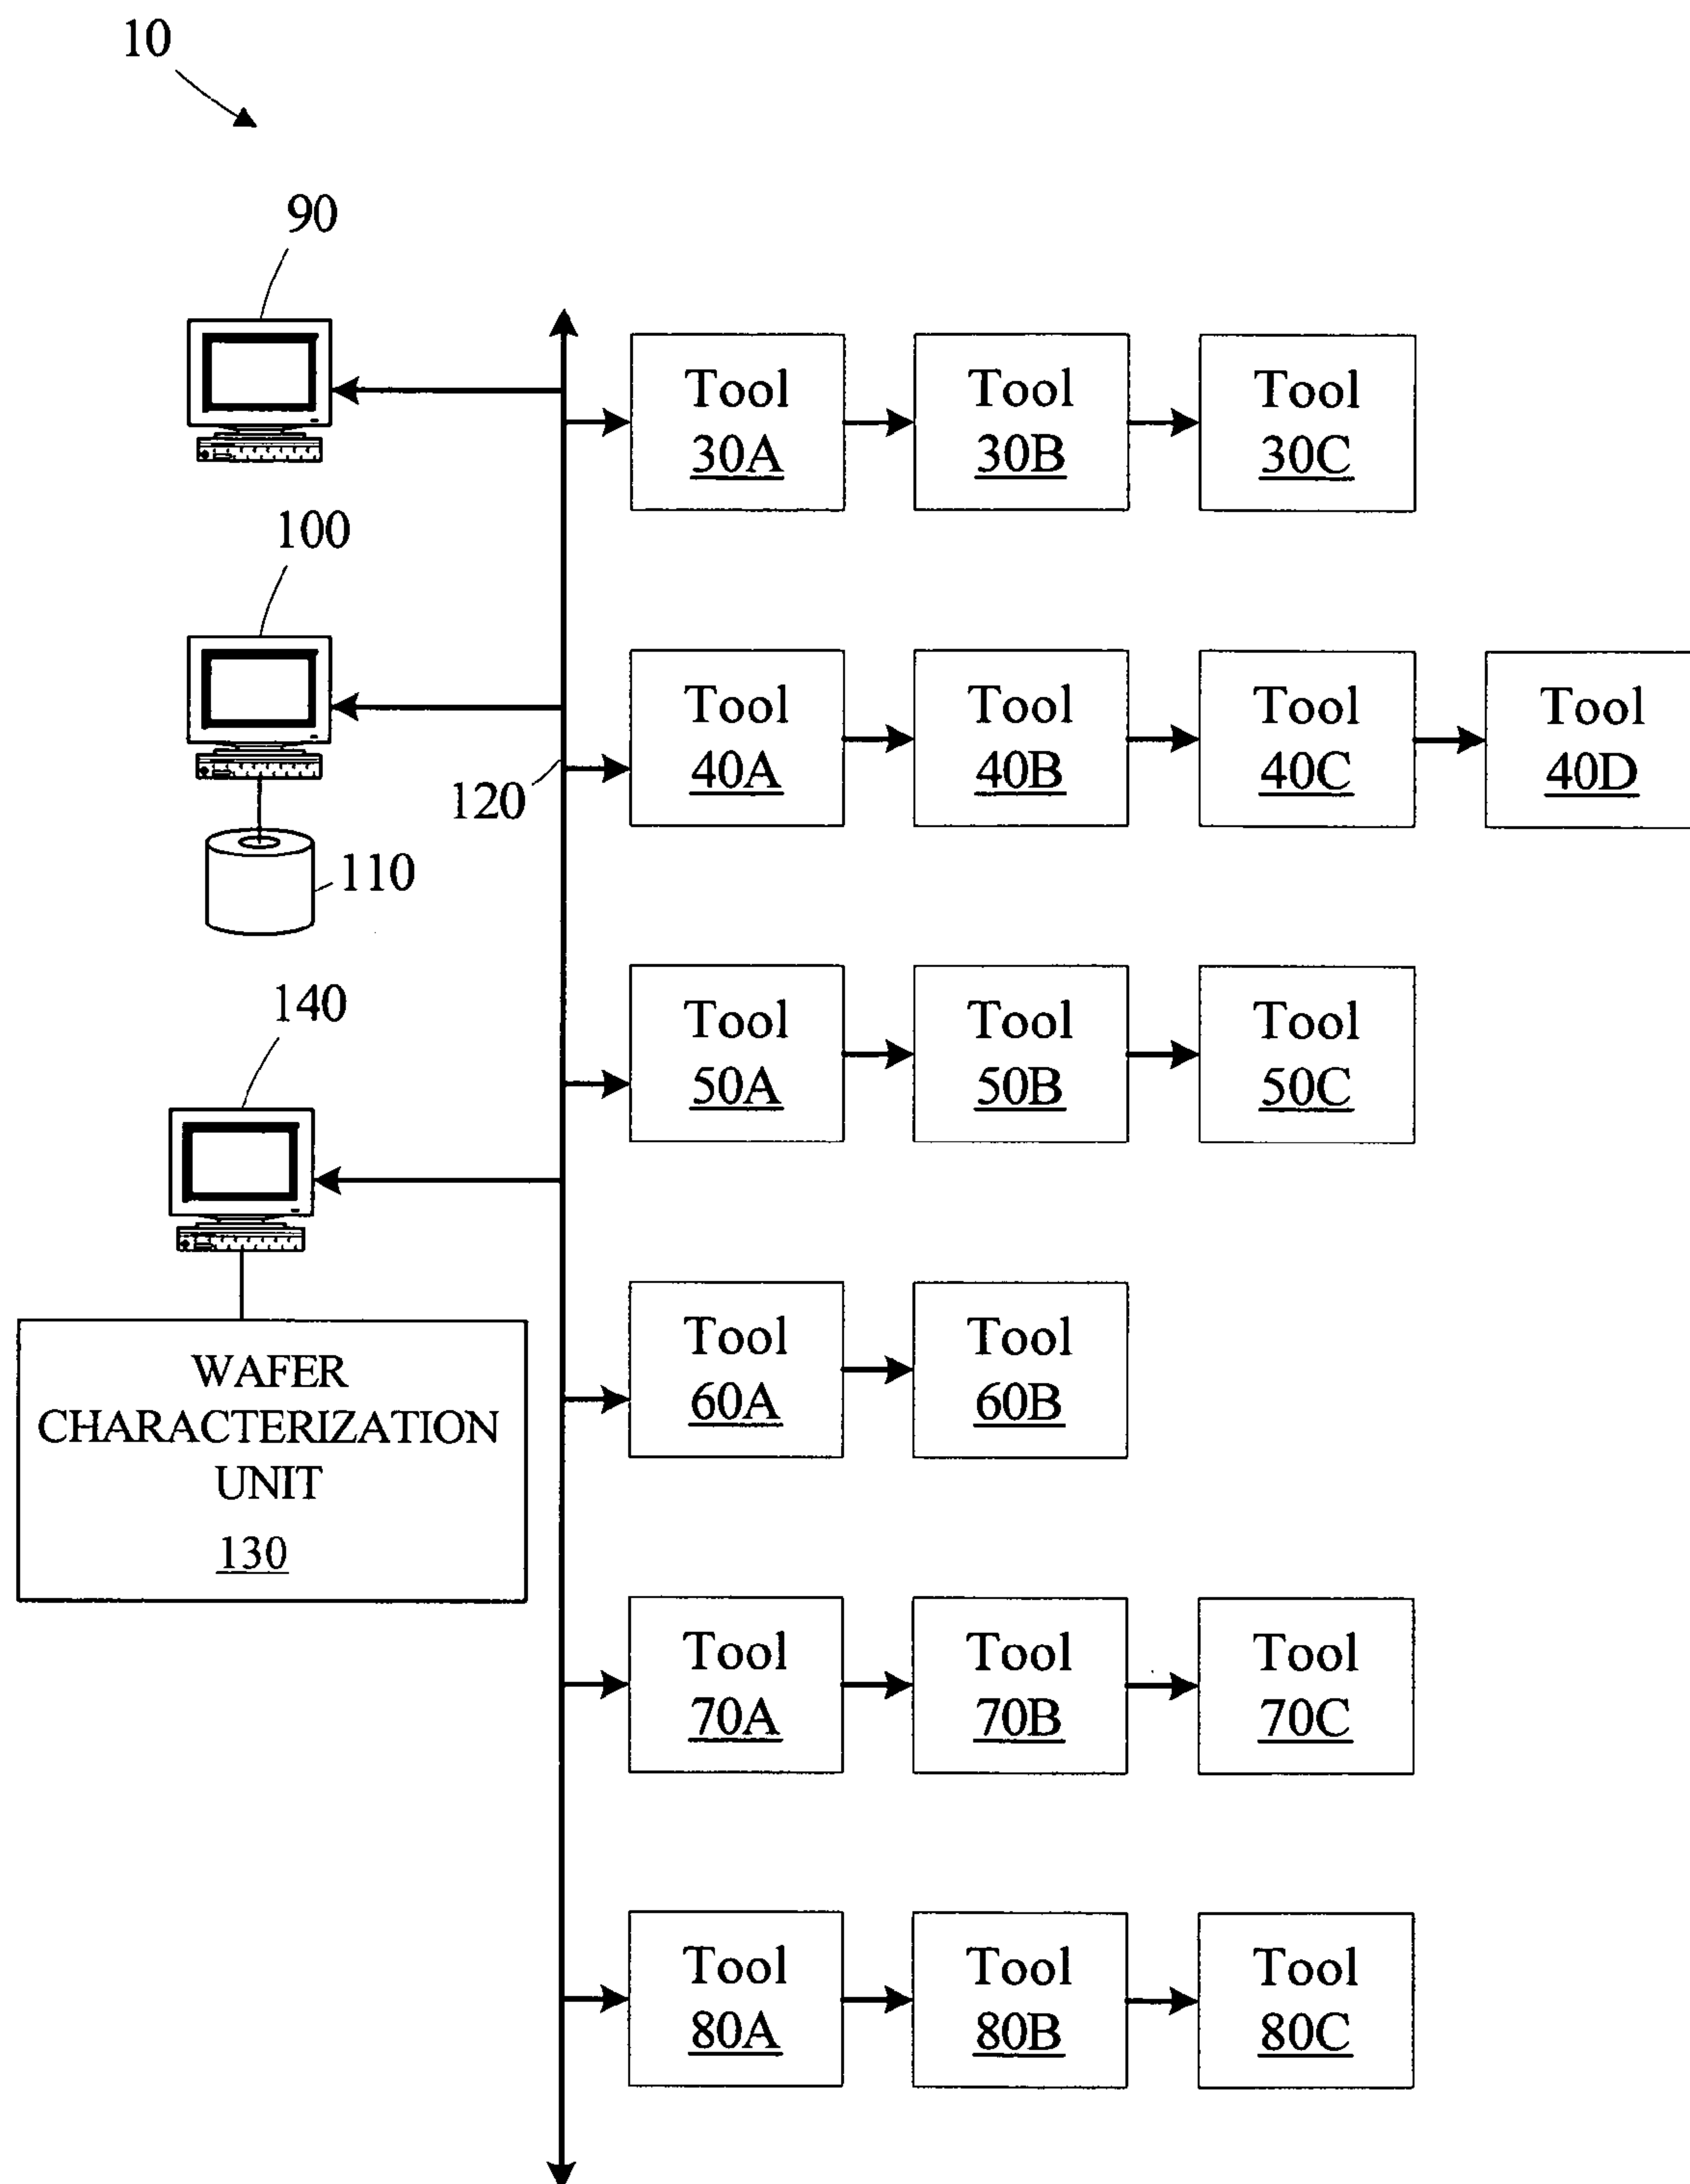 10
90
Tool
30A
Tool
30B
Tool
30C
100
Tool
40A
Tool
40B
Tool
40C
Tool
40D
120
110
Tool
50A
Tool
50B
Tool
50C
140
Tool
60A
Tool
60B
WAFER
CHARACTERIZATION
UNIT
130
Tool
70A
Tool
70B
Tool
70C
Tool
80A
Tool
80B
Tool
80C